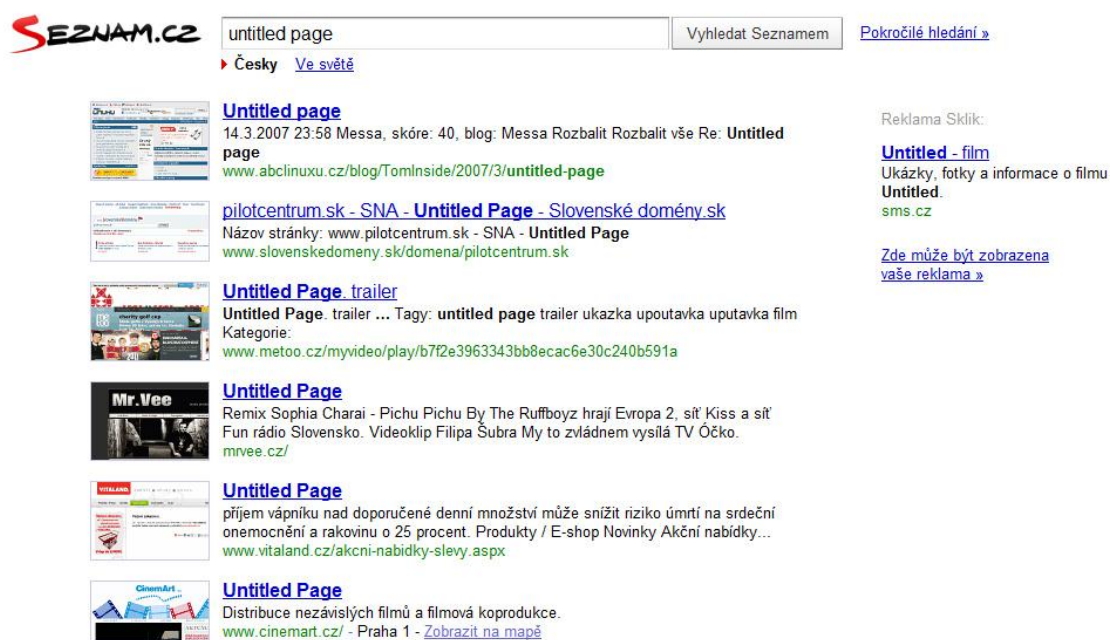 SEZNAM.CZ
untitled page
Vyhledat Seznamem
Pokročilé hledání »
Česky Ve světě
Untitled page
14.3.2007 23:58 Messa, skóre: 40, blog: Messa Rozbalit Rozbalit vše Re: Untitled
page
www.abclinuxu.cz/blog/TomInside/2007/3/untitled-page
pilotcentrum.sk - SNA - Untitled Page - Slovenské domény.sk
Názov stránky: www.pilotcentrum.sk - SNA - Untitled Page
www.slovenskedomeny.sk/domena/pilotcentrum.sk
Untitled Page. trailer
Untitled Page. trailer ... Tagy: untitled page trailer ukazka upoutavka uputavka film
Kategorie:
www.metoo.cz/myvideo/play/b7f2e3963343bb8ecac6e30c240b591a
Mr.Vee
Untitled Page
Remix Sophia Charai - Pichu Pichu By The Ruffboyz hrají Evropa 2, síť Kiss a síť
Fun rádio Slovensko. Videoklip Filipa Šubra My to zvládnem vysílá TV Óčko.
mrvee.cz/
VITALAND
Untitled Page
příjem vápníku nad doporučené denní množství může snížit riziko úmrtí na srdeční
onemocnění a rakovinu o 25 procent. Produkty / E-shop Novinky Akční nabídky...
www.vitaland.cz/akcni-nabidky-slevy.aspx
CinemArt
Untitled Page
Distribuce nezávislých filmů a filmová koprodukce.
www.cinemart.cz/ - Praha 1 - Zobrazit na mapě
Reklama Sklik:
Untitled - film
Ukázky, fotky a informace o filmu
Untitled.
sms.cz
Zde může být zobrazena
vaše reklama »